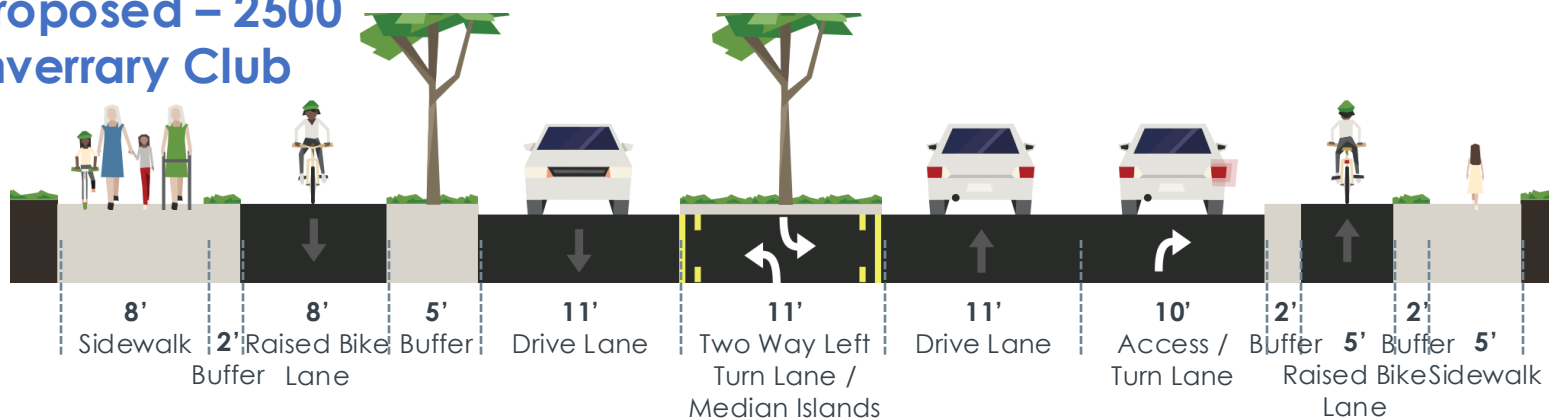 roposed – 2500
nverrary Club
8’
Sidewalk
2’
Buffer
8’
Raised Bike
Lane
5’
Buffer
11’
Drive Lane
11’
Two Way Left
Turn Lane /
Median Islands
11’
Drive Lane
10’
Access /
Turn Lane
2’
Buffer
5’
Raised Bike
Lane
2’
Buffer
5’
Sidewalk